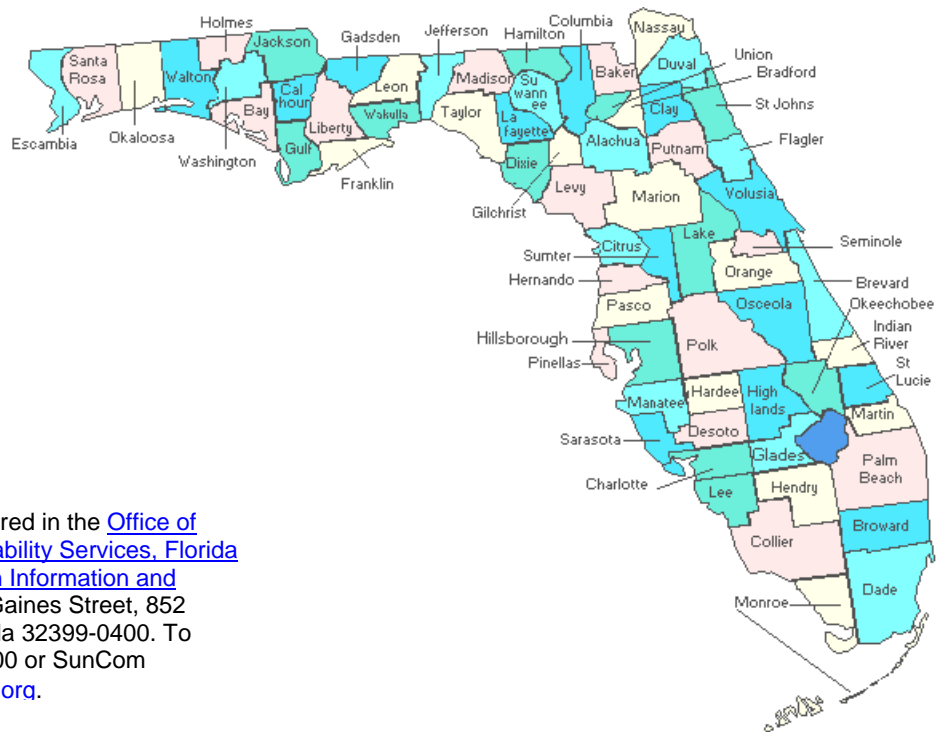 Nassau
Holmes
Columbia
Jefferson
Hamilton
Gadsden
Union
Jackson
Duval
Santa
Rosa
Baker
Bradford
Walton
Madison
Su
wann
ee
Cal
houn
Leon
Clay
St Johns
Bay
Liberty
Wakulla
Taylor
La
fayette
Okaloosa
Escambia
Alachua
Putnam
Flagler
Gulf
Washington
Dixie
Franklin
Levy
Volusia
Marion
Gilchrist
Lake
Citrus
Seminole
Sumter
Orange
Hernando
Brevard
Pasco
Osceola
Okeechobee
Indian
River
Hillsborough
Polk
Pinellas
St
Lucie
Hardee
High
lands
Manatee
Martin
Desoto
Sarasota
Glades
Palm
Beach
Charlotte
Hendry
Lee
Broward
Collier
Dade
Monroe
red in the Office of
ability Services, Florida
n Information and
Gaines Street, 852
da 32399-0400. To
00 or SunCom
org.